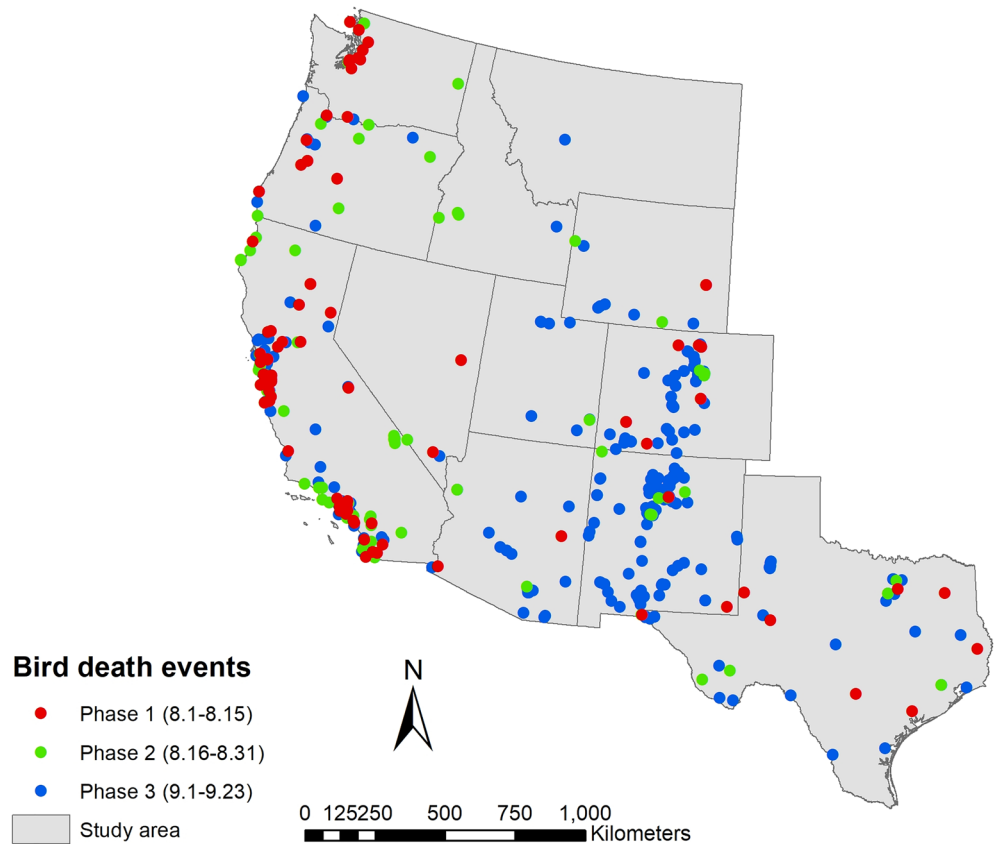 Bird death events
Phase 1 (8.1-8.15)
Phase 2 (8.16-8.31)
Phase 3 (9.1-9.23)
Study area
N
0 125250 500 750 1,000
Kilometers